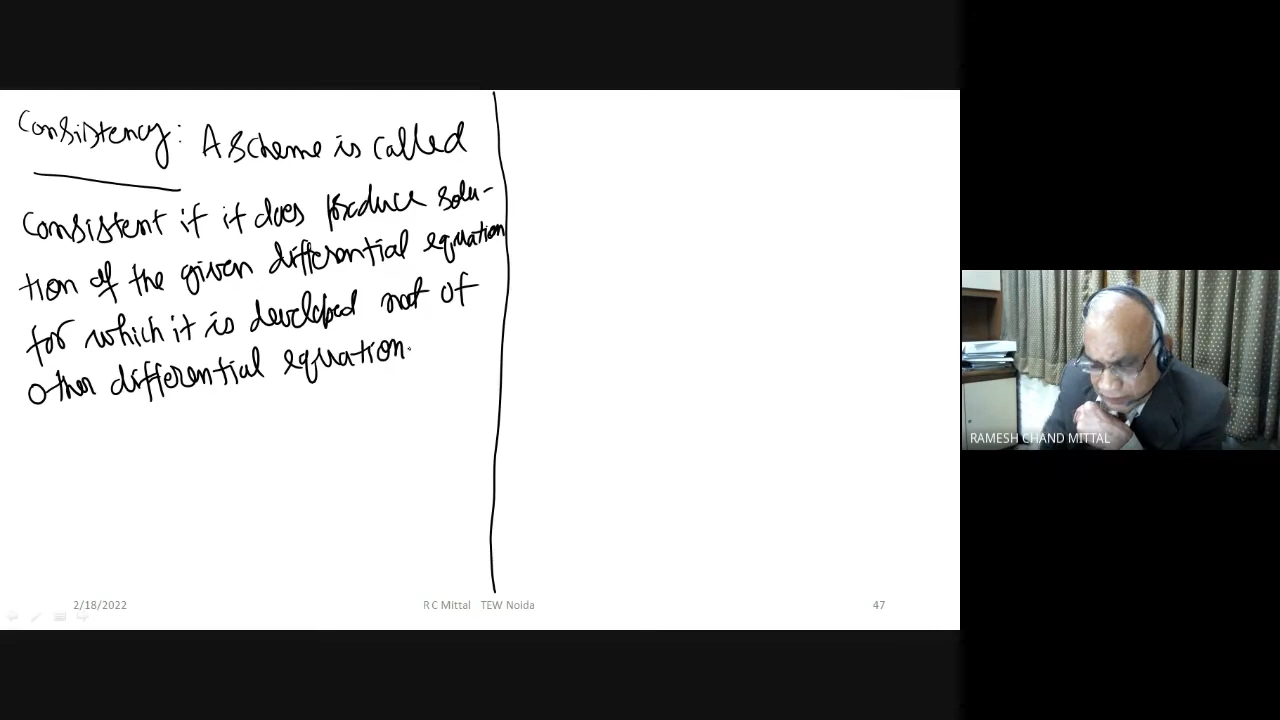 Consistency: A scheme is called
consistent if it does produce solu-
tion of the given differential equation
for which it is developed not of
other differential equation.
2/18/2022
R C Mittal TEW Noida
47
RAMESH CHAND MITTAL